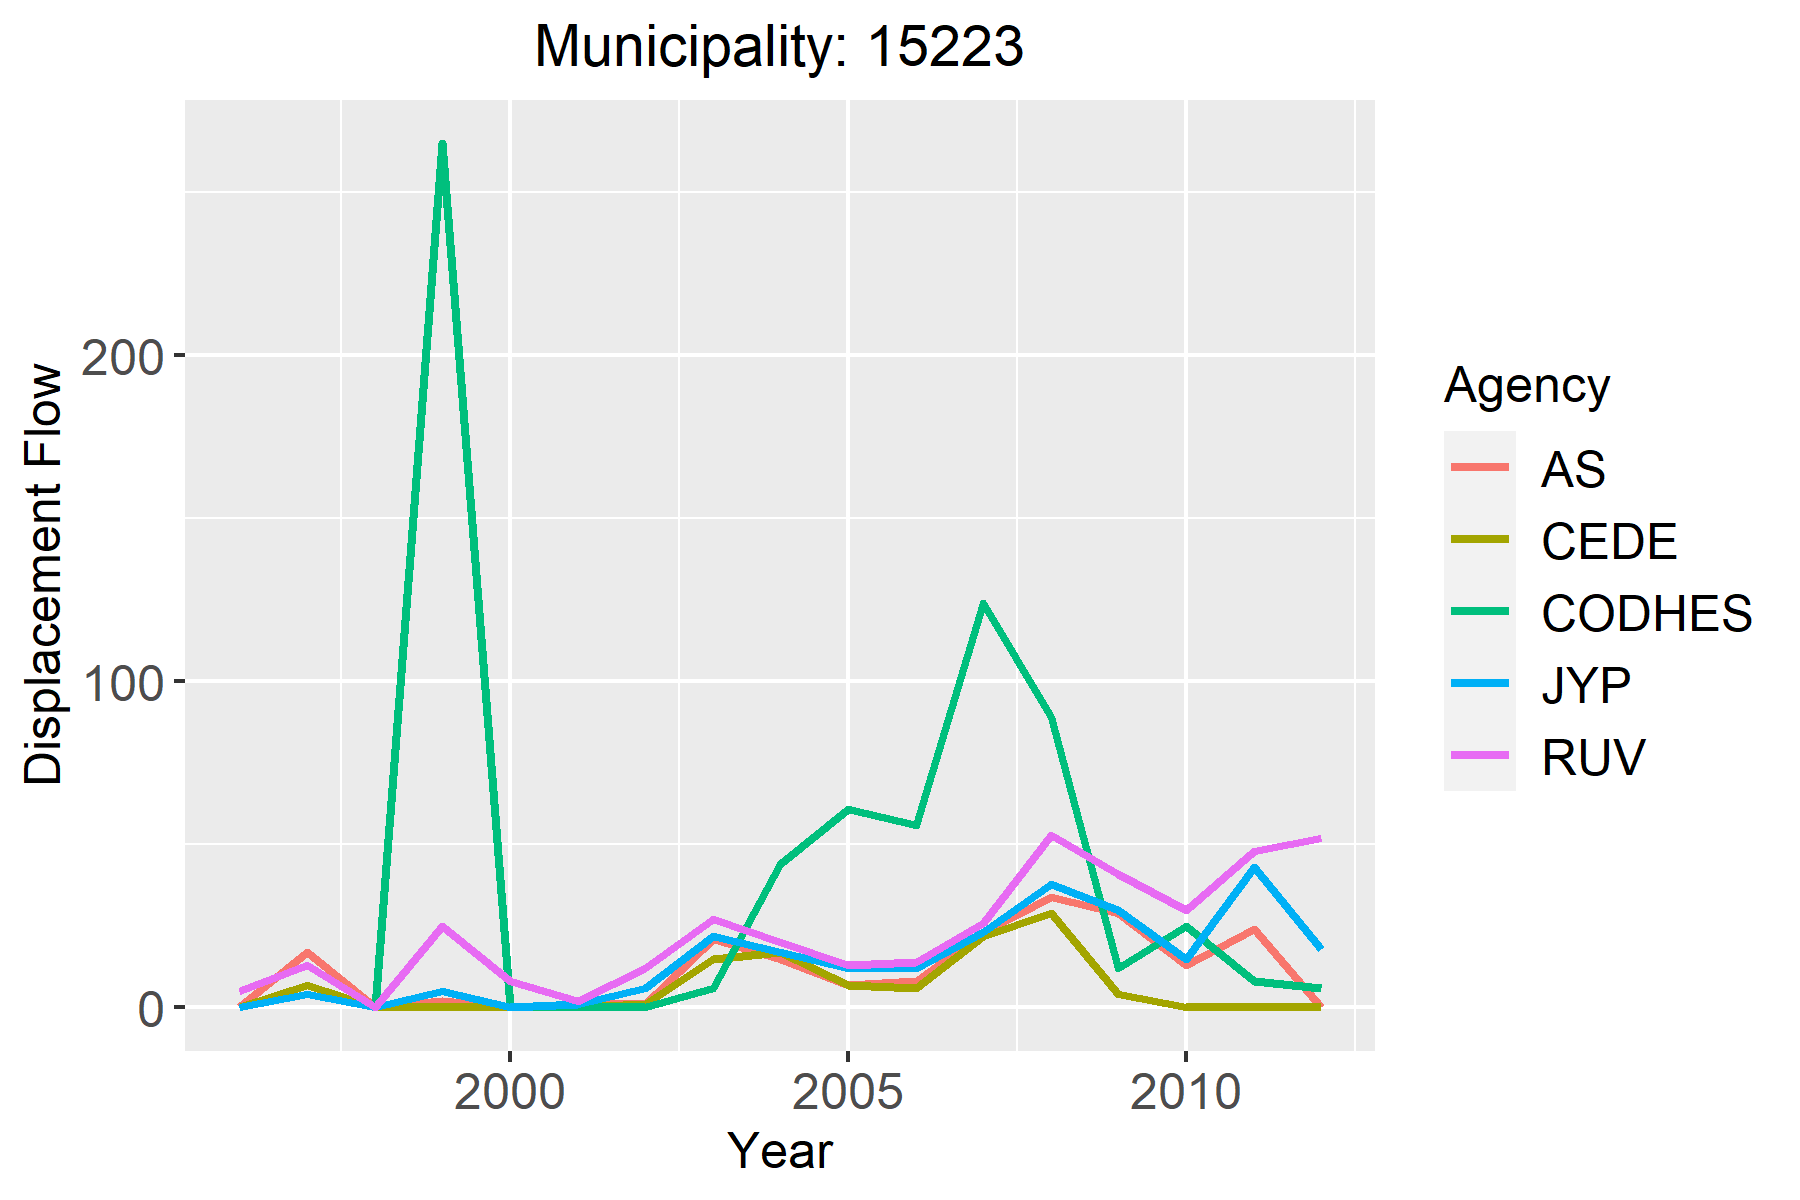 Municipality: 15223
Displacement Flow
200
100
0
2000 2005 2010
Year
Agency
AS
CEDE
CODHES
JYP
RUV